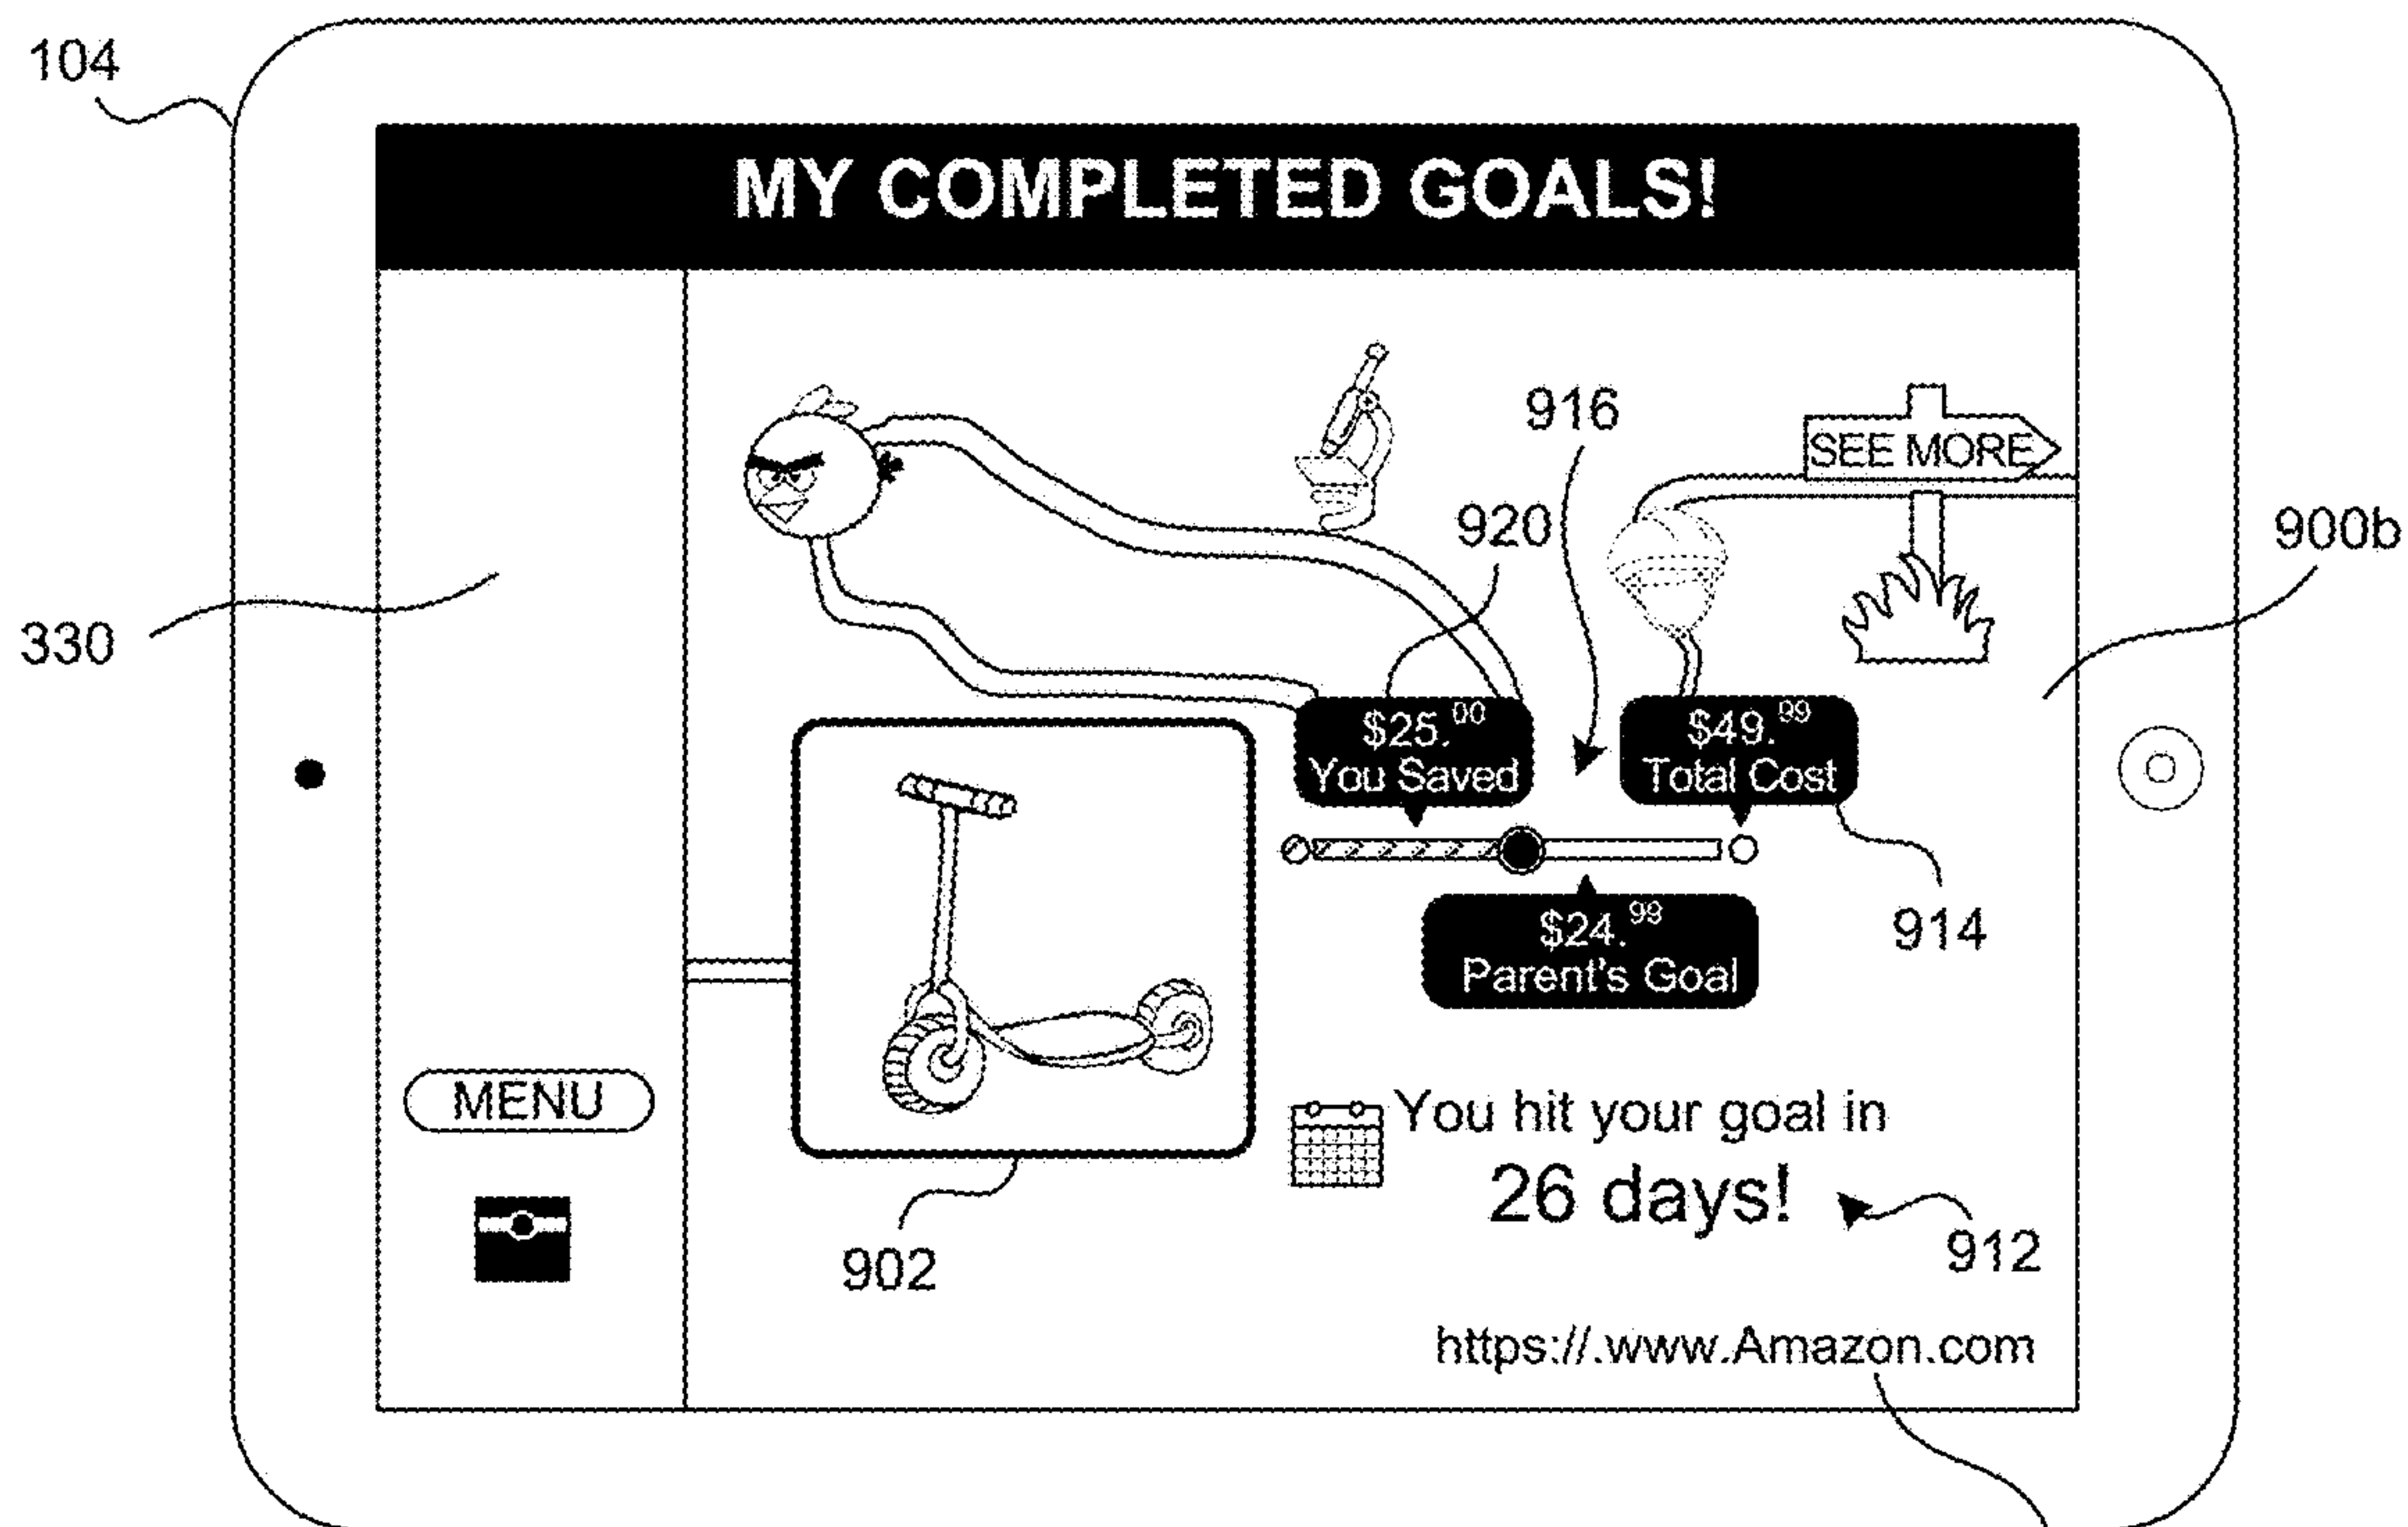 104
MY COMPLETED GOALS!
916
SEE MORE
920
900b
330
$25.00
You Saved
$49.99
Total Cost
914
$24.99
Parent's Goal
MENU
You hit your goal in
26 days!
902
912
https://.www.Amazon.com